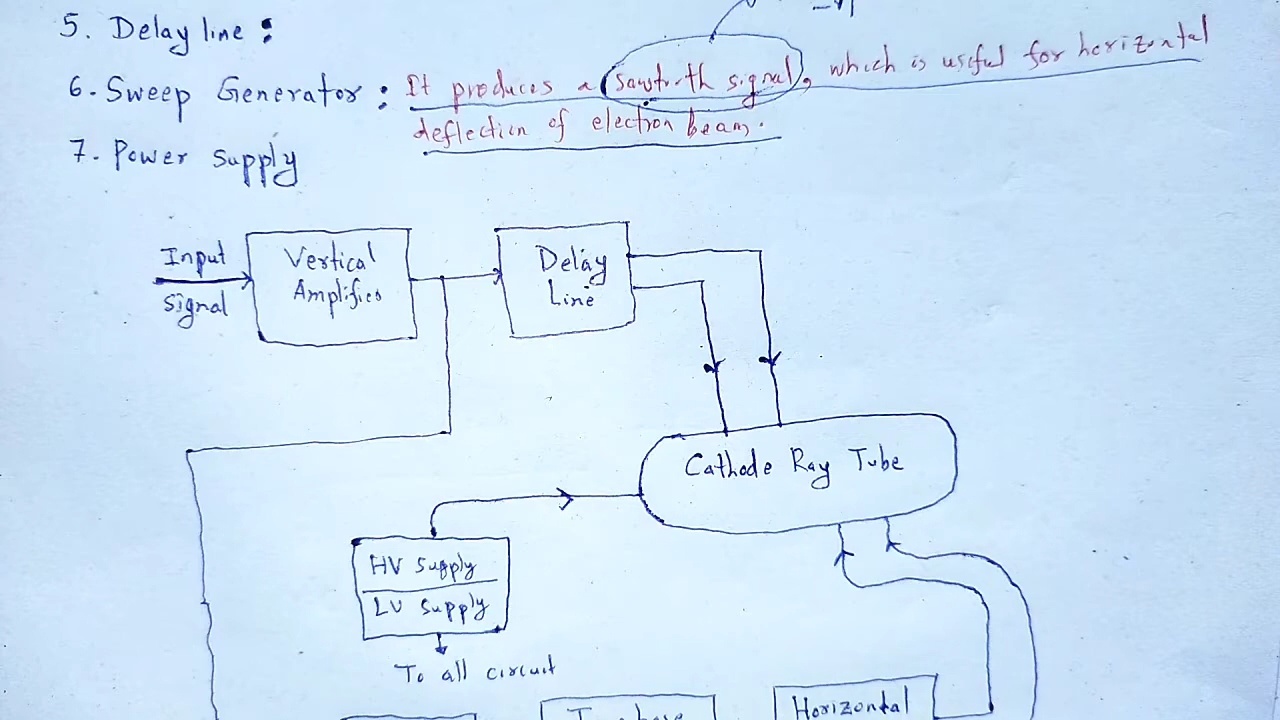 5. Delay line :
6. Sweep Generator : It produces a sawtooth signal, which is useful for horizontal
deflection of electron beam.
7. Power Supply
Input
Signal
Vertical
Amplifier
Delay
Line
Cathode Ray Tube
HV Supply
LV Supply
To all circuit
Horizontal